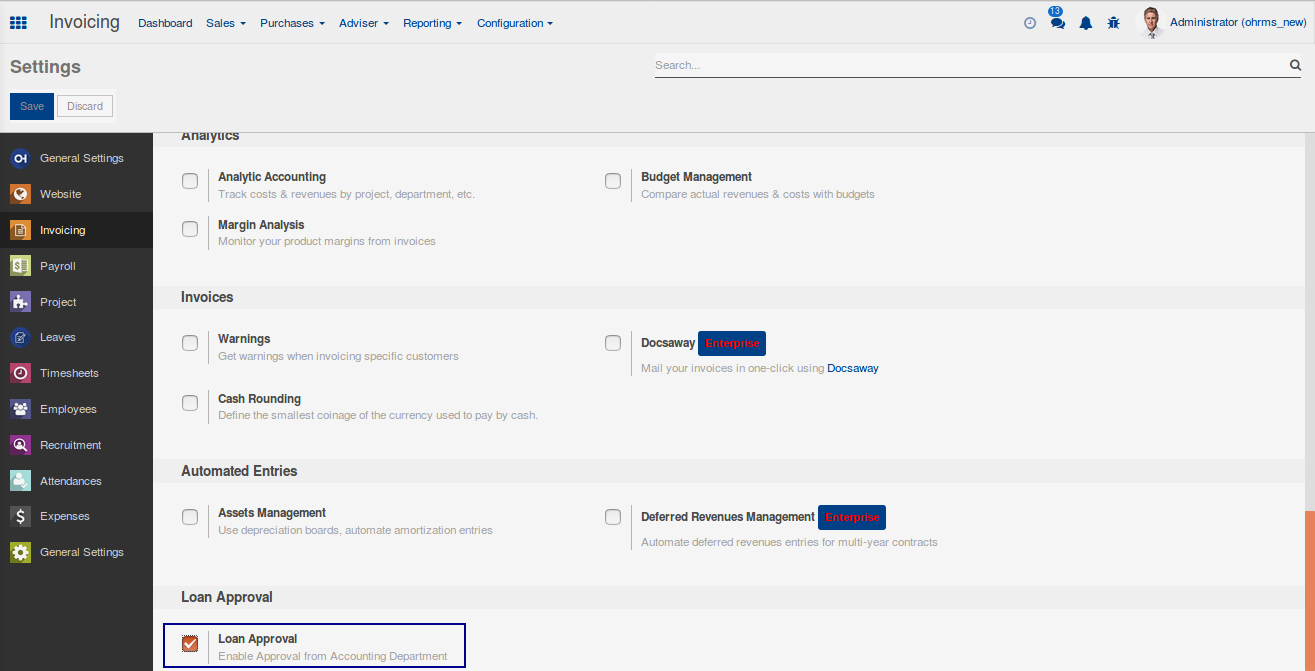 Invoicing Dashboard Sales Purchases Adviser Reporting Configuration 13 Administrator (ohrms_new)
Settings Search...
Save Discard
Analytics
OH General Settings
Website
Invoicing
Payroll
Project
Leaves
Timesheets
Employees
Recruitment
Attendances
Expenses
General Settings
Analytic Accounting
Track costs & revenues by project, department, etc.
Budget Management
Compare actual revenues & costs with budgets
Margin Analysis
Monitor your product margins from invoices
Invoices
Warnings
Get warnings when invoicing specific customers
Docsaway Enterprise
Mail your invoices in one-click using Docsaway
Cash Rounding
Define the smallest coinage of the currency used to pay by cash.
Automated Entries
Assets Management
Use depreciation boards, automate amortization entries
Deferred Revenues Management Enterprise
Automate deferred revenues entries for multi-year contracts
Loan Approval
Loan Approval
Enable Approval from Accounting Department